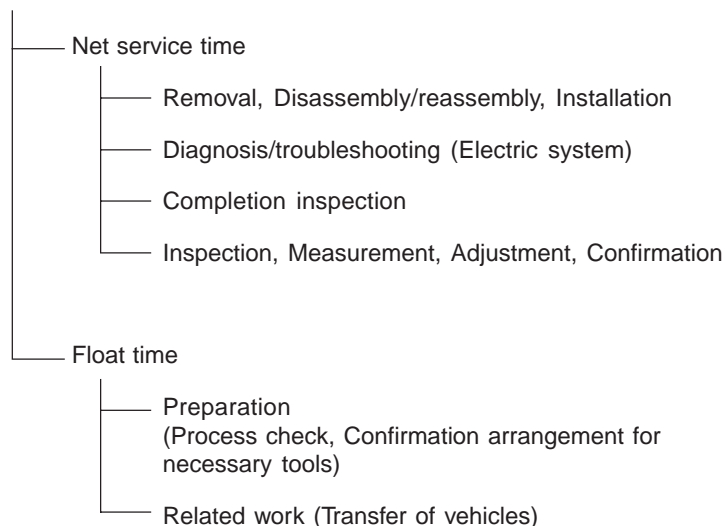 Net service time
Removal, Disassembly/reassembly, Installation
Diagnosis/troubleshooting (Electric system)
Completion inspection
Inspection, Measurement, Adjustment, Confirmation
Float time
Preparation
(Process check, Confirmation arrangement for
necessary tools)
Related work (Transfer of vehicles)